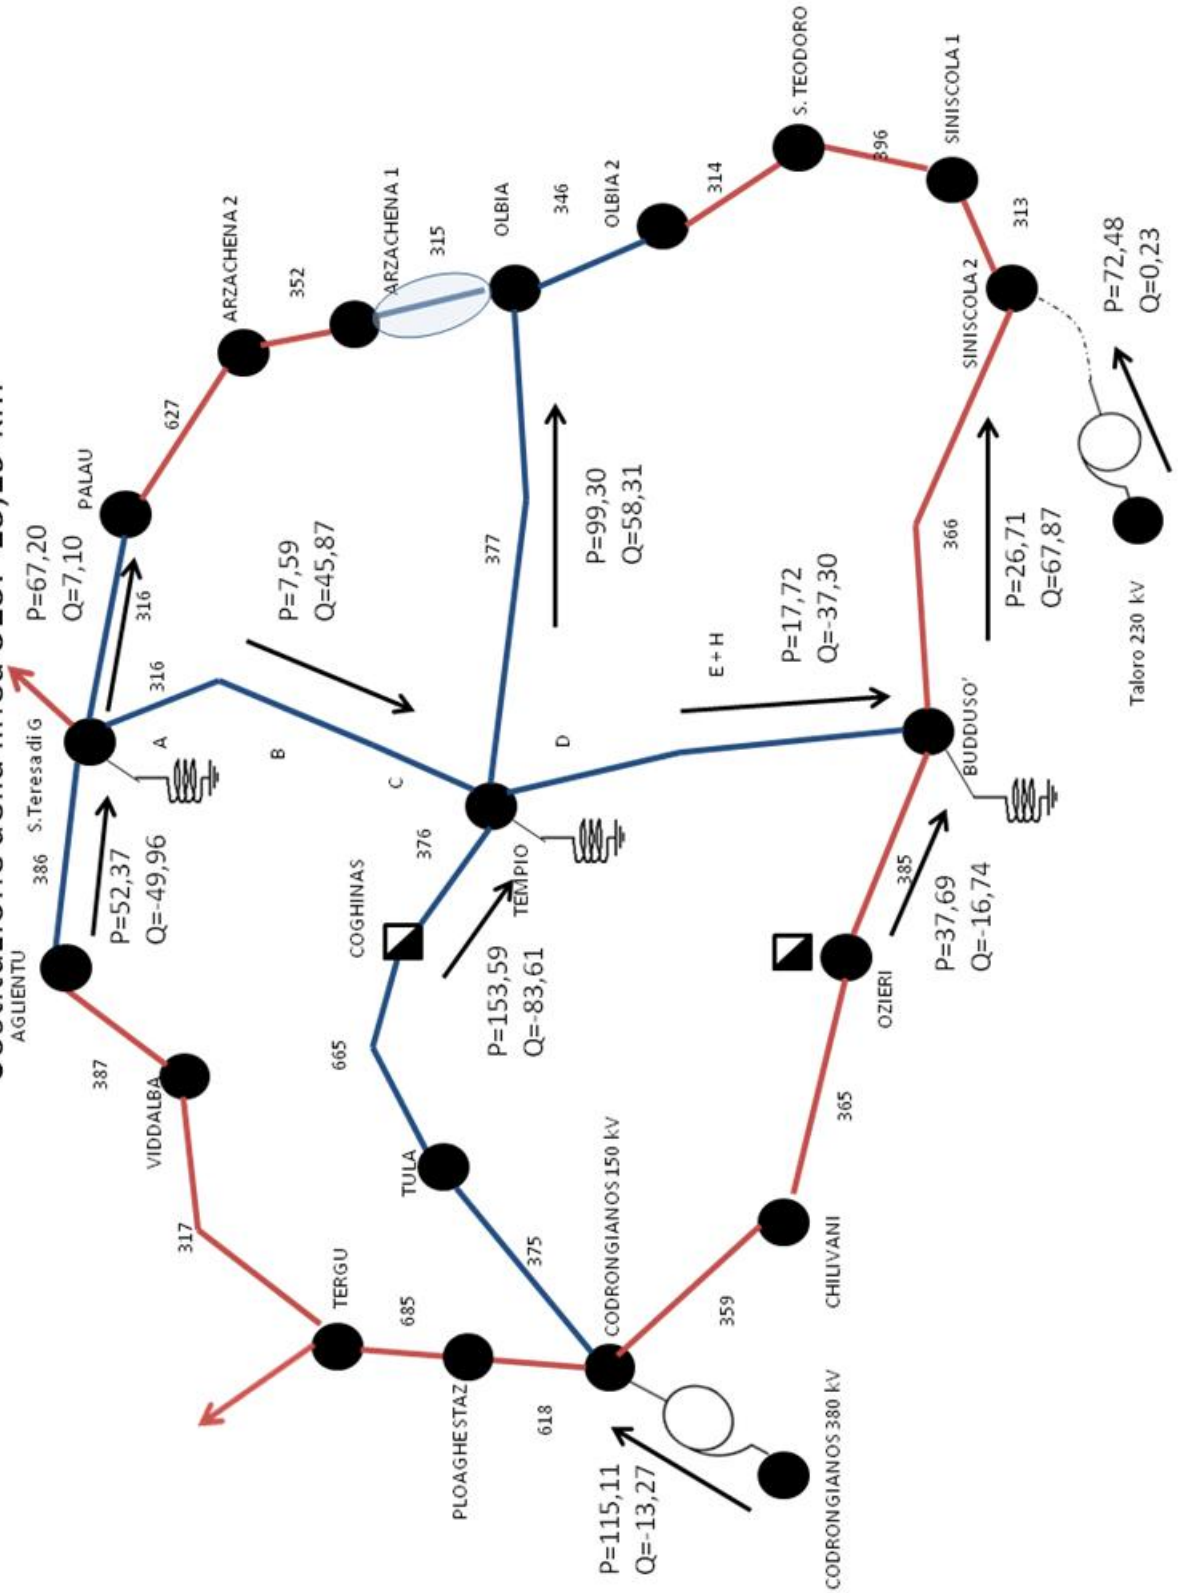 AGLIENTU
S.Teresa di G
386
P=67,20
Q=7,10
PALAU
387
P=52,37
Q=-49,96
316
316
A
627
VIDDALBA
317
ARZACHENA 2
B
352
P=7,59
Q=45,87
TERGU
665
COGHINAS
ARZACHENA 1
C
685
TULA
376
315
PLOAGHE STAZ
P=153,59
Q=-83,61
377
OLBIA
TEMPIO
375
618
D
346
P=99,30
Q=58,31
CODRONGIANOS 150 kV
OLBIA 2
P=115,11
Q=-13,27
E + H
314
359
P=17,72
Q=-37,30
S. TEODORO
CODRONGIANOS 380 kV
CHILIVANI
365
OZIERI
396
385
P=37,69
Q=-16,74
366
SINISCOLA 1
BUDDUSO'
SINISCOLA 2
P=26,71
Q=67,87
313
P=72,48
Q=0,23
Taloro 230 kV